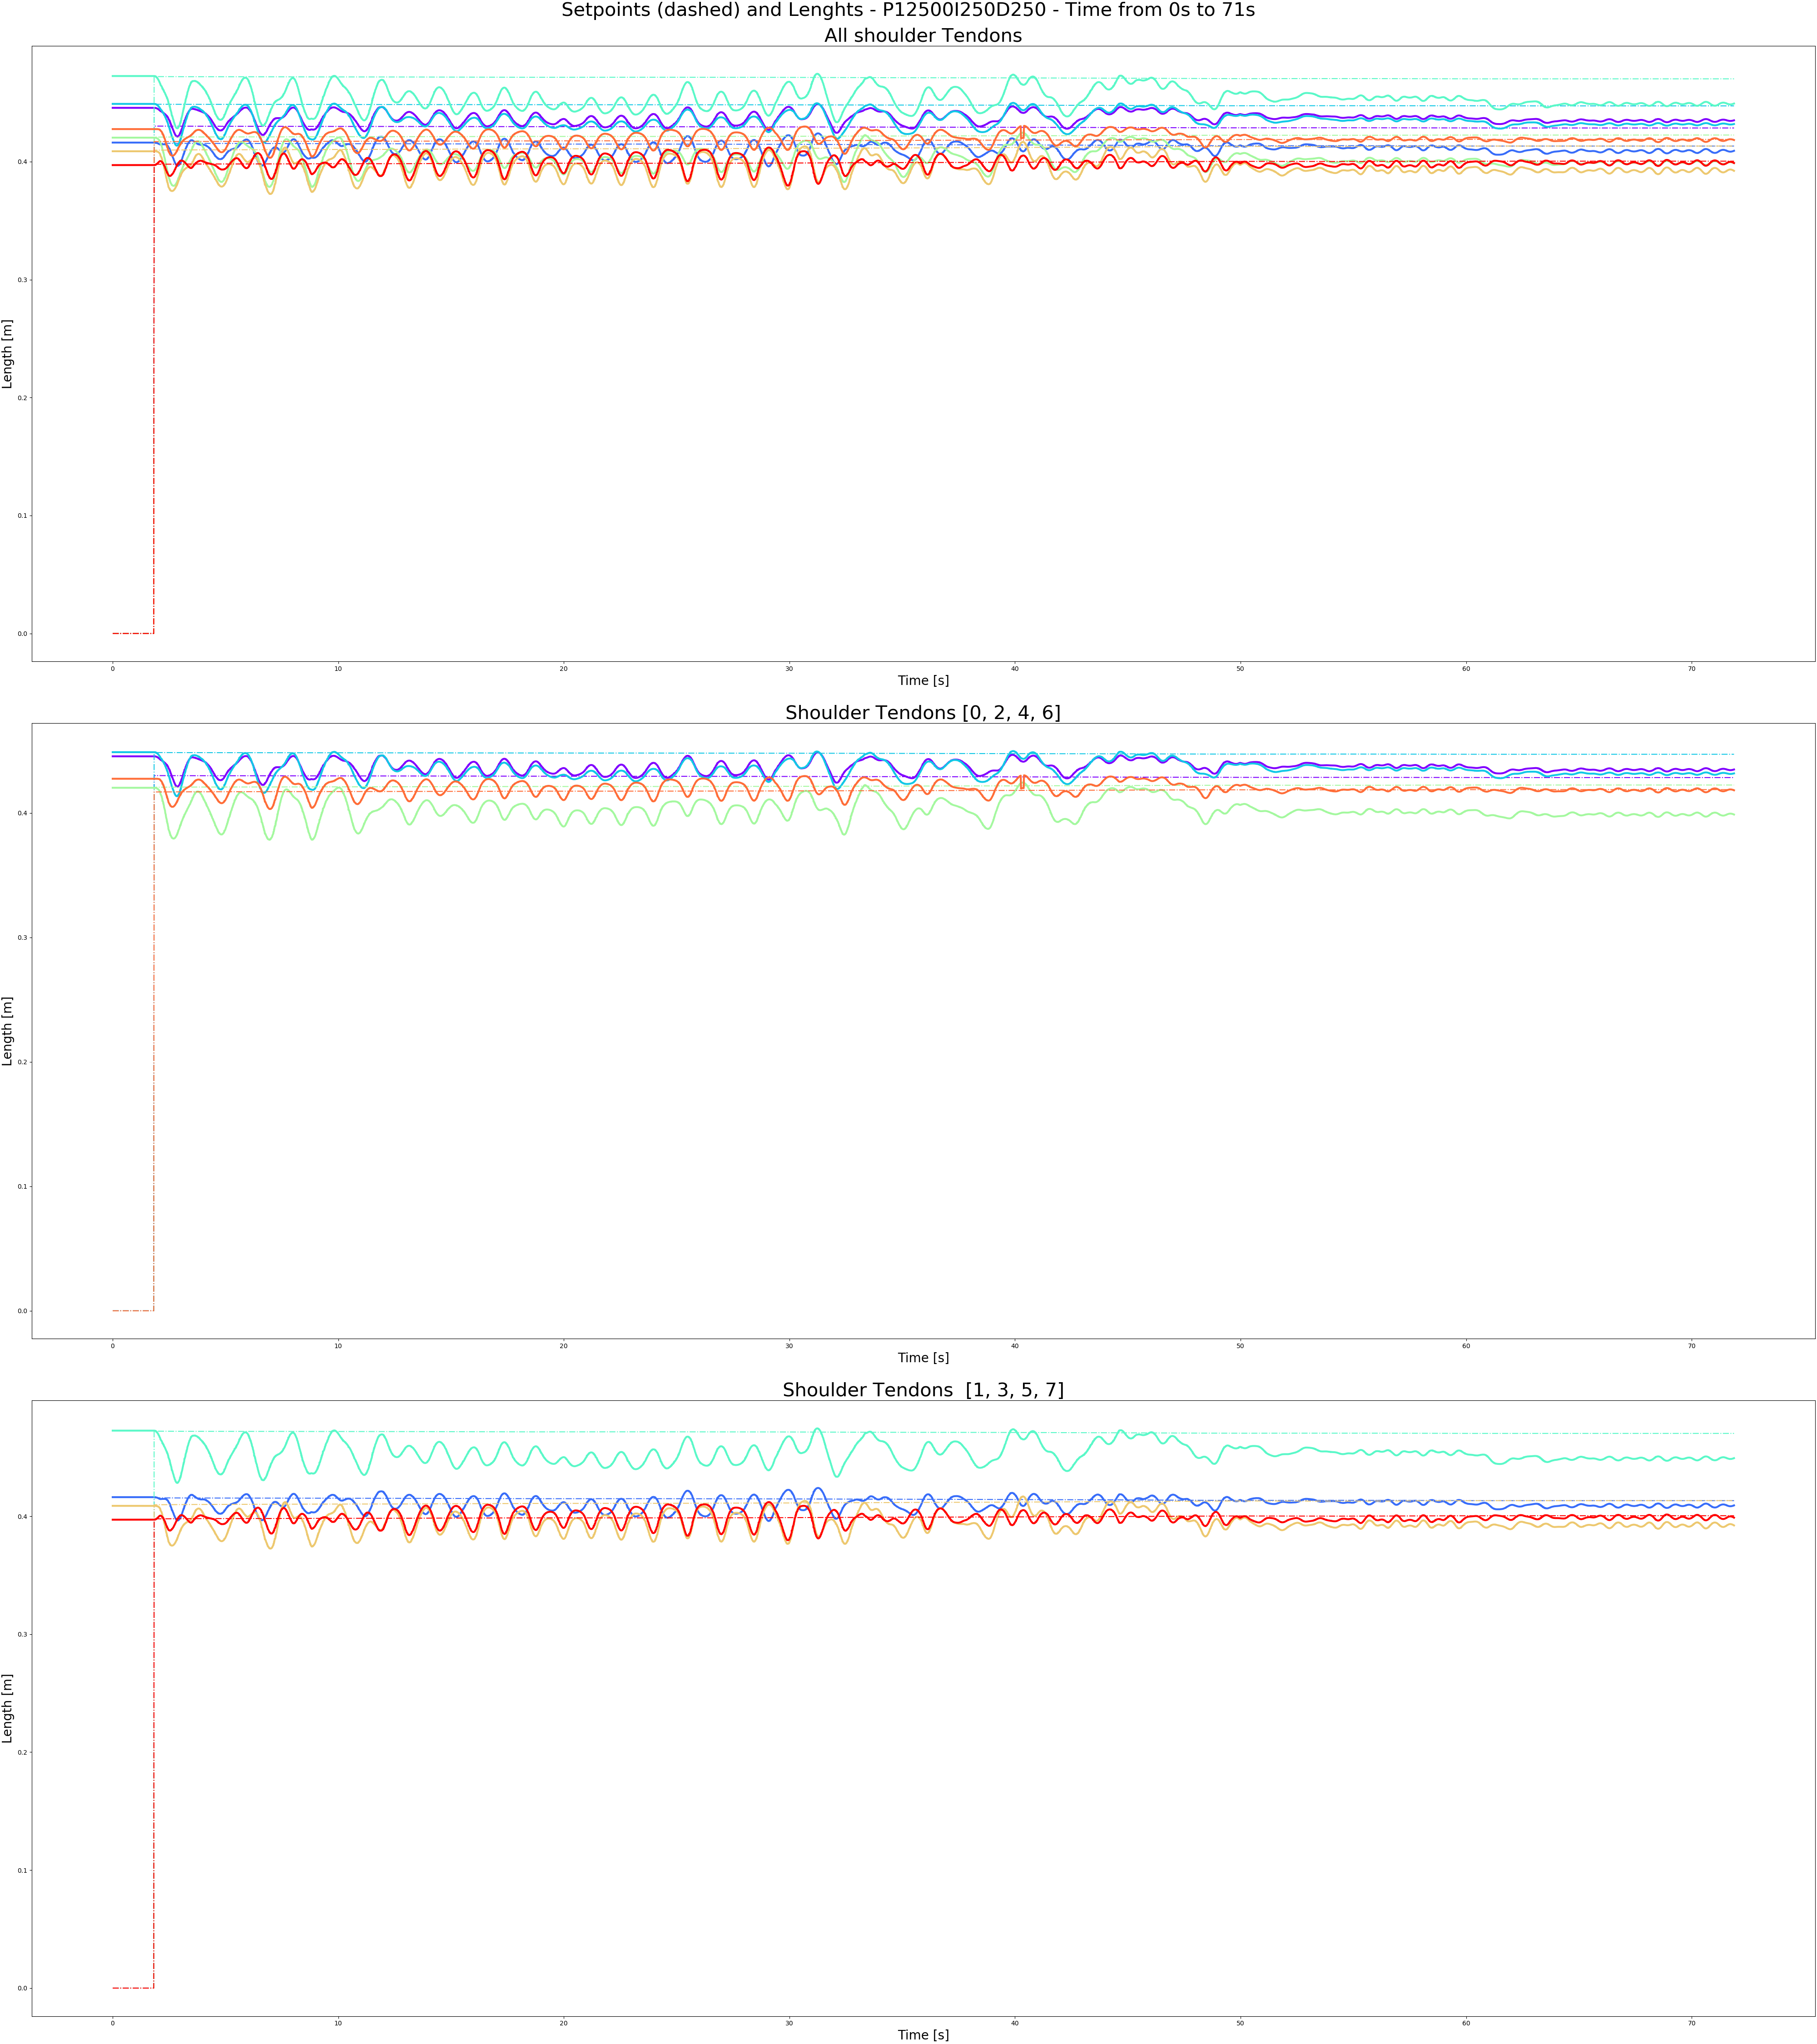 Setpoints (dashed) and Lenghts - P12500I250D250 - Time from 0s to 71s
All shoulder Tendons
Length [m]
0.4
0.3
0.2
0.1
0.0
0 10 20 30 40 50 60 70
Time [s]
Shoulder Tendons [0, 2, 4, 6]
Length [m]
0.4
0.3
0.2
0.1
0.0
0 10 20 30 40 50 60 70
Time [s]
Shoulder Tendons  [1, 3, 5, 7]
Length [m]
0.4
0.3
0.2
0.1
0.0
0 10 20 30 40 50 60 70
Time [s]